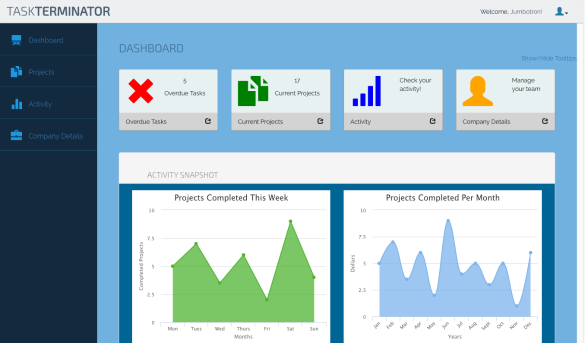 TASKTERMINATOR
Welcome, Jumbotron!
Dashboard
Projects
Activity
Company Details
DASHBOARD
Show/Hide Tooltips
5
Overdue Tasks
Overdue Tasks
17
Current Projects
Current Projects
Check your
activity!
Activity
Manage
your team
Company Details
ACTIVITY SNAPSHOT
Projects Completed This Week
Completed Projects
10
7.5
5
2.5
0
Mon Tues Wed Thurs Fri Sat Sun
Months
Projects Completed Per Month
Dollars
10
7.5
5
2.5
0
Jan Feb Mar Apr May Jun Jul Aug Sept Oct Nov Dec
Years